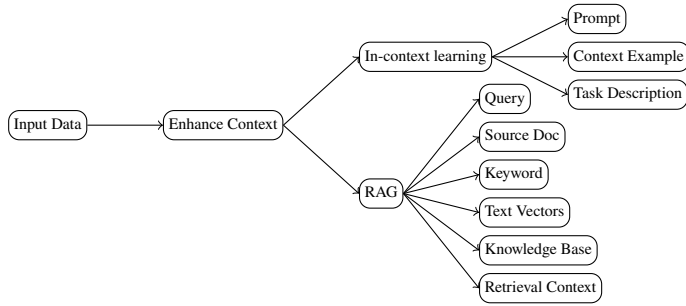 Input Data
Enhance Context
In-context learning
Prompt
Context Example
Task Description
RAG
Query
Source Doc
Keyword
Text Vectors
Knowledge Base
Retrieval Context